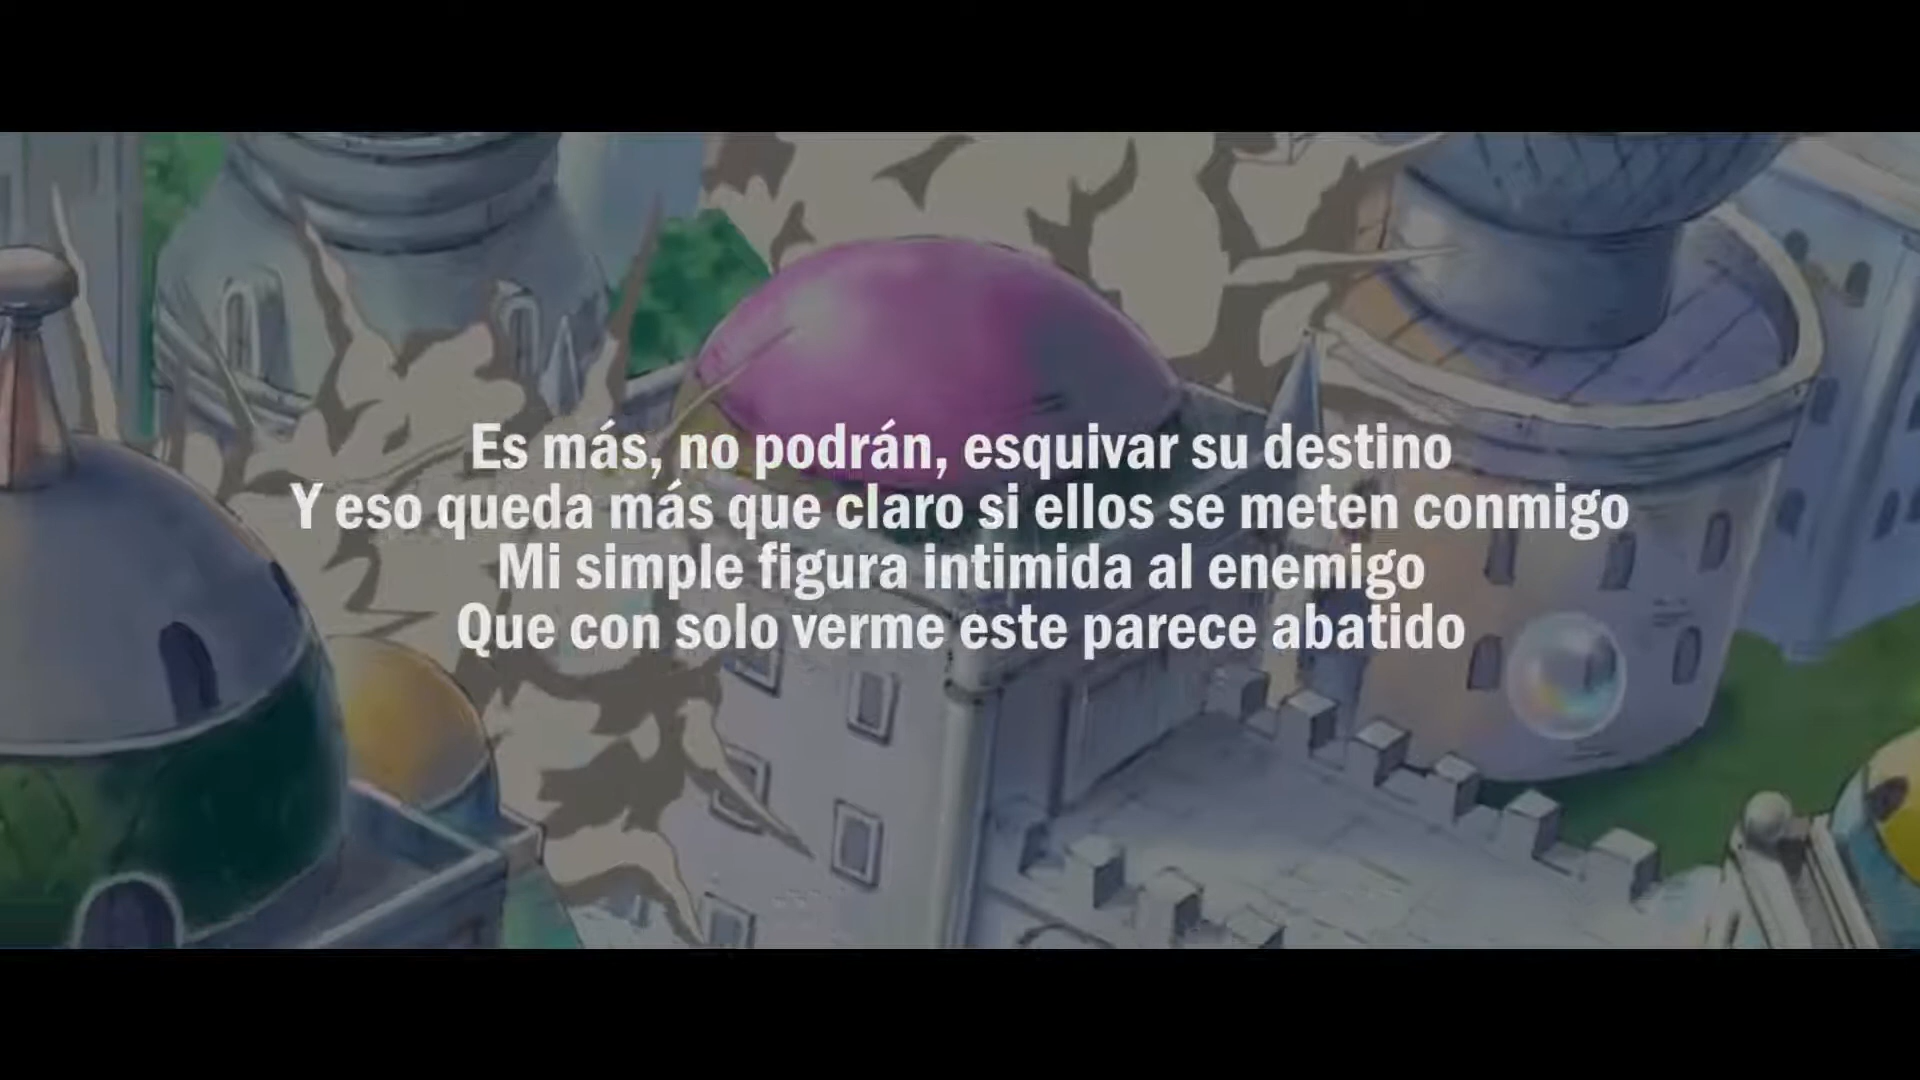 Es más, no podrán, esquivar su destino
Y eso queda más que claro si ellos se meten conmigo
Mi simple figura intimida al enemigo
Que con solo verme este parece abatido